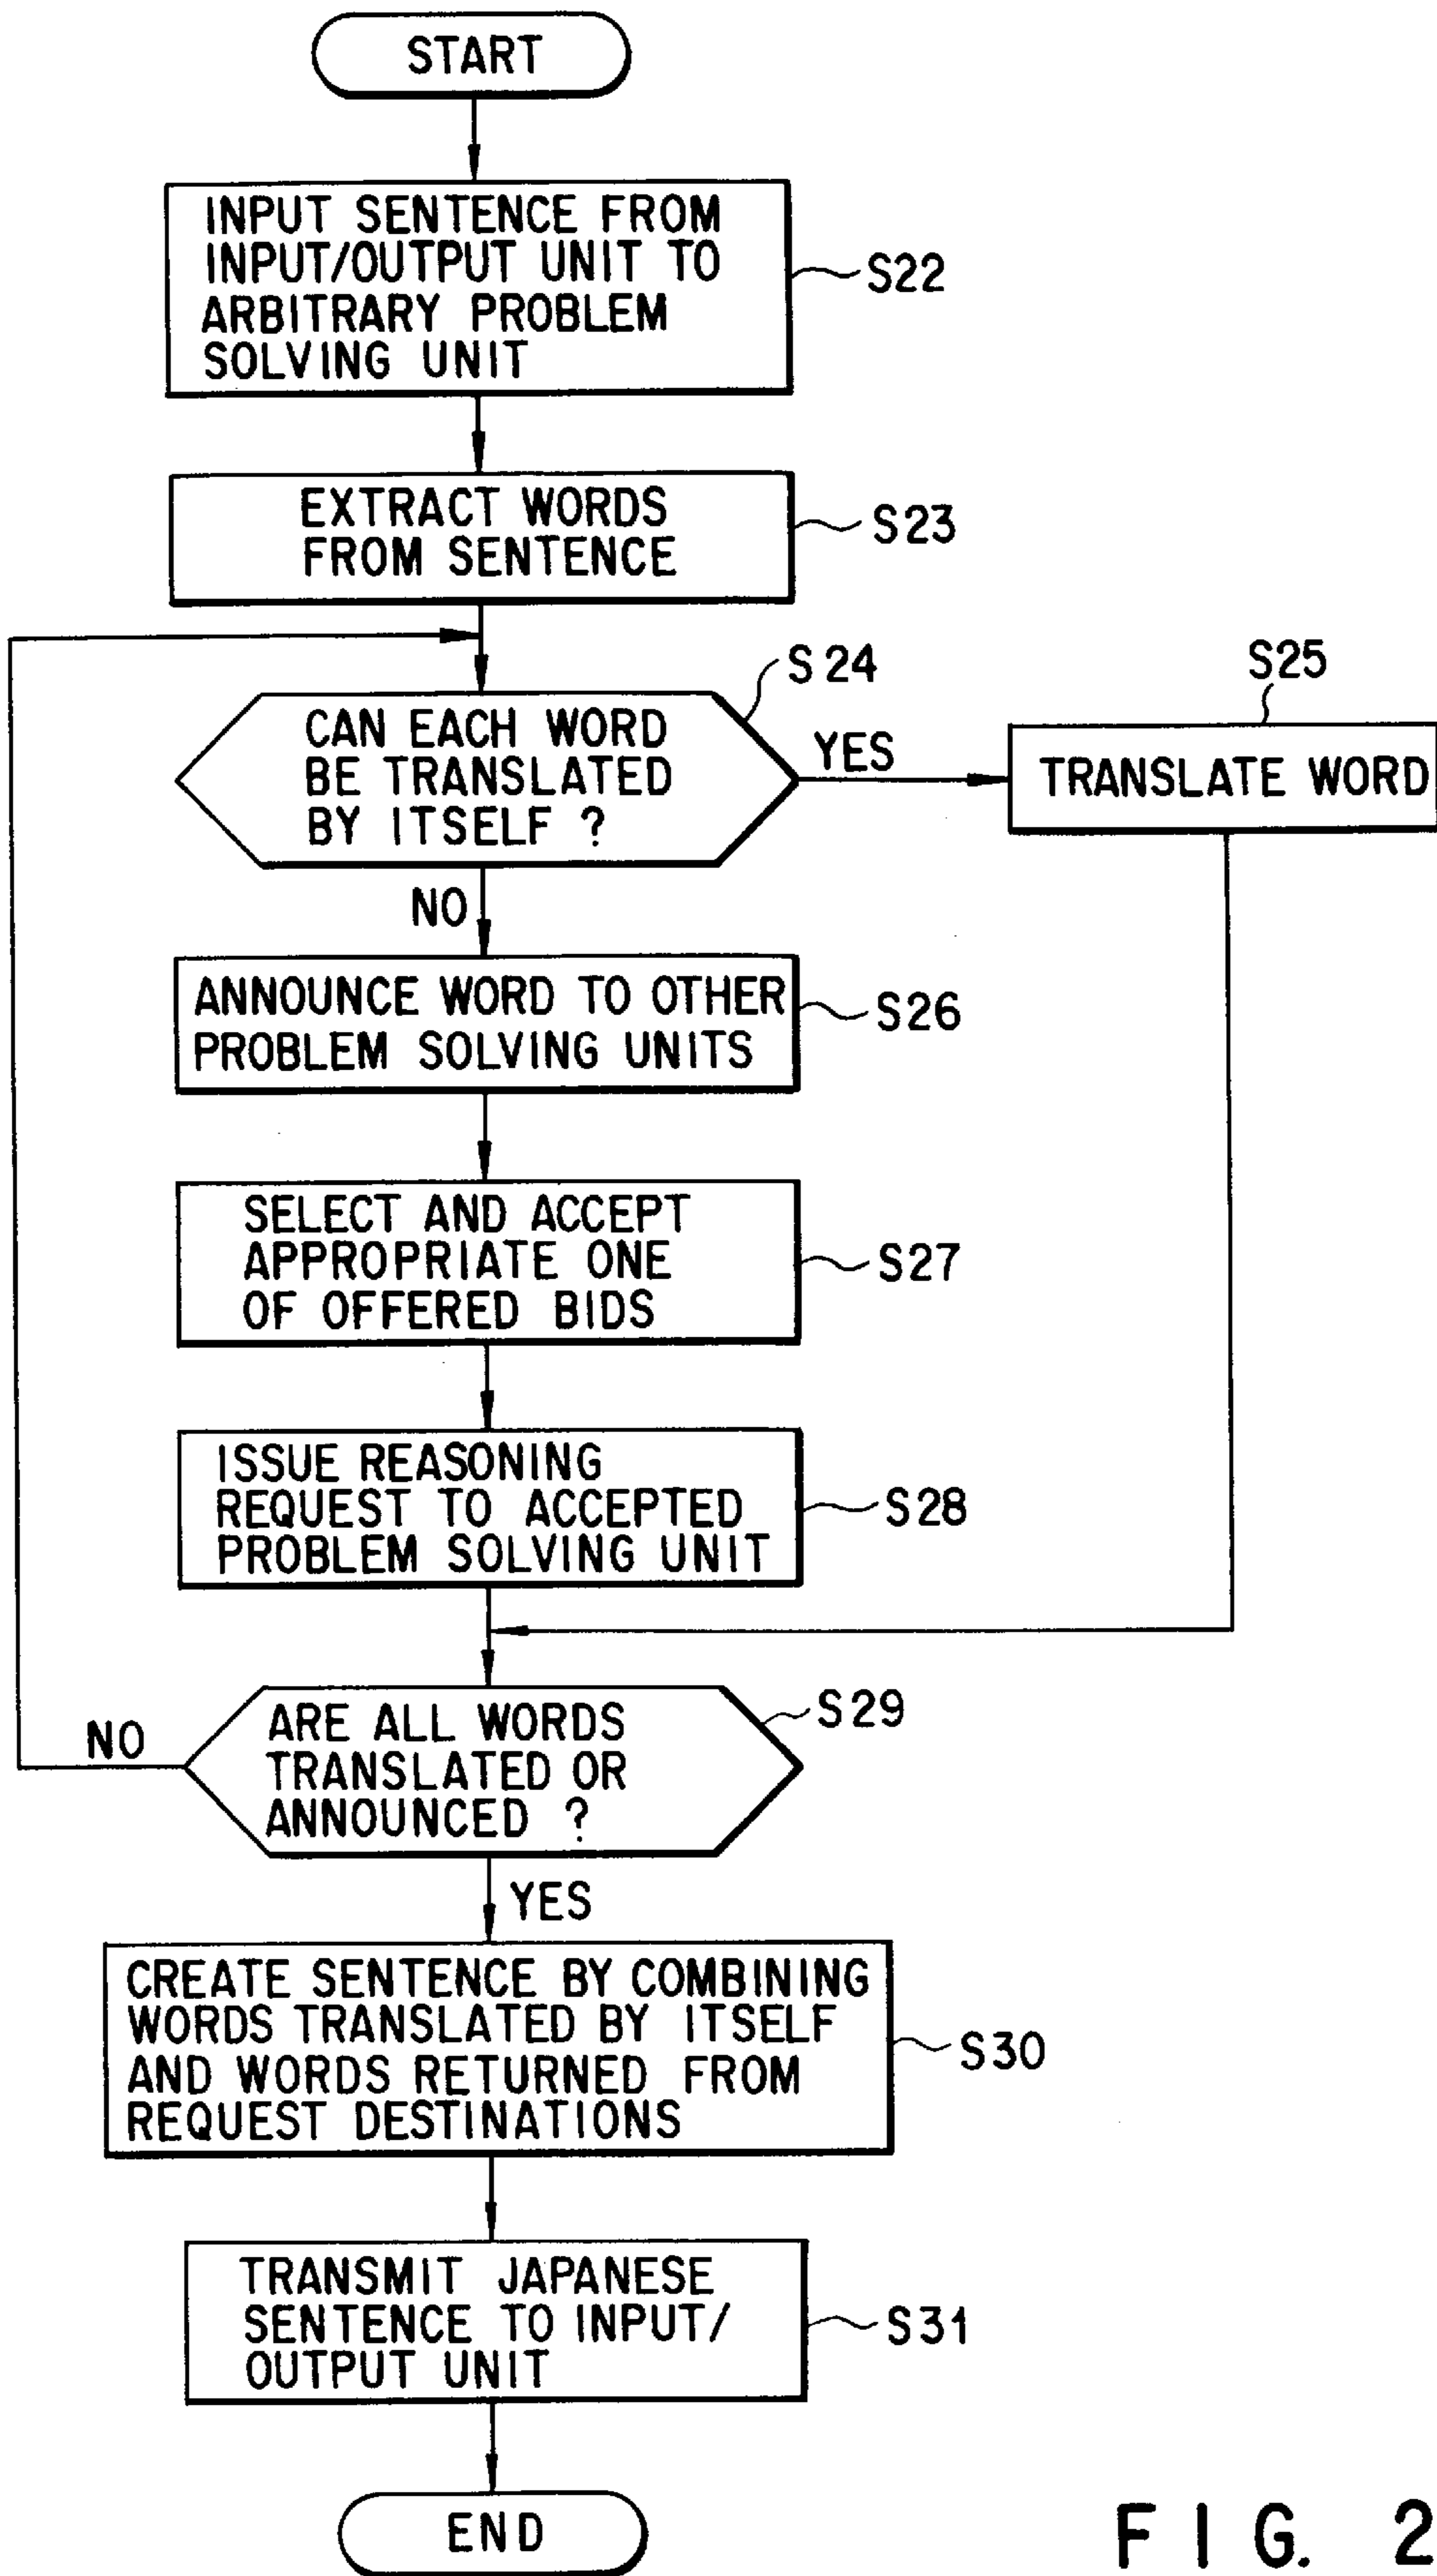 START
INPUT SENTENCE FROM
INPUT/OUTPUT UNIT TO
ARBITRARY PROBLEM
SOLVING UNIT
S22
EXTRACT WORDS
FROM SENTENCE
S23
CAN EACH WORD
BE TRANSLATED
BY ITSELF ?
S24
YES
S25
TRANSLATE WORD
NO
ANNOUNCE WORD TO OTHER
PROBLEM SOLVING UNITS
S26
SELECT AND ACCEPT
APPROPRIATE ONE
OF OFFERED BIDS
S27
ISSUE REASONING
REQUEST TO ACCEPTED
PROBLEM SOLVING UNIT
S28
NO
ARE ALL WORDS
TRANSLATED OR
ANNOUNCED ?
S29
YES
CREATE SENTENCE BY COMBINING
WORDS TRANSLATED BY ITSELF
AND WORDS RETURNED FROM
REQUEST DESTINATIONS
S30
TRANSMIT JAPANESE
SENTENCE TO INPUT/
OUTPUT UNIT
S31
END
FIG. 2